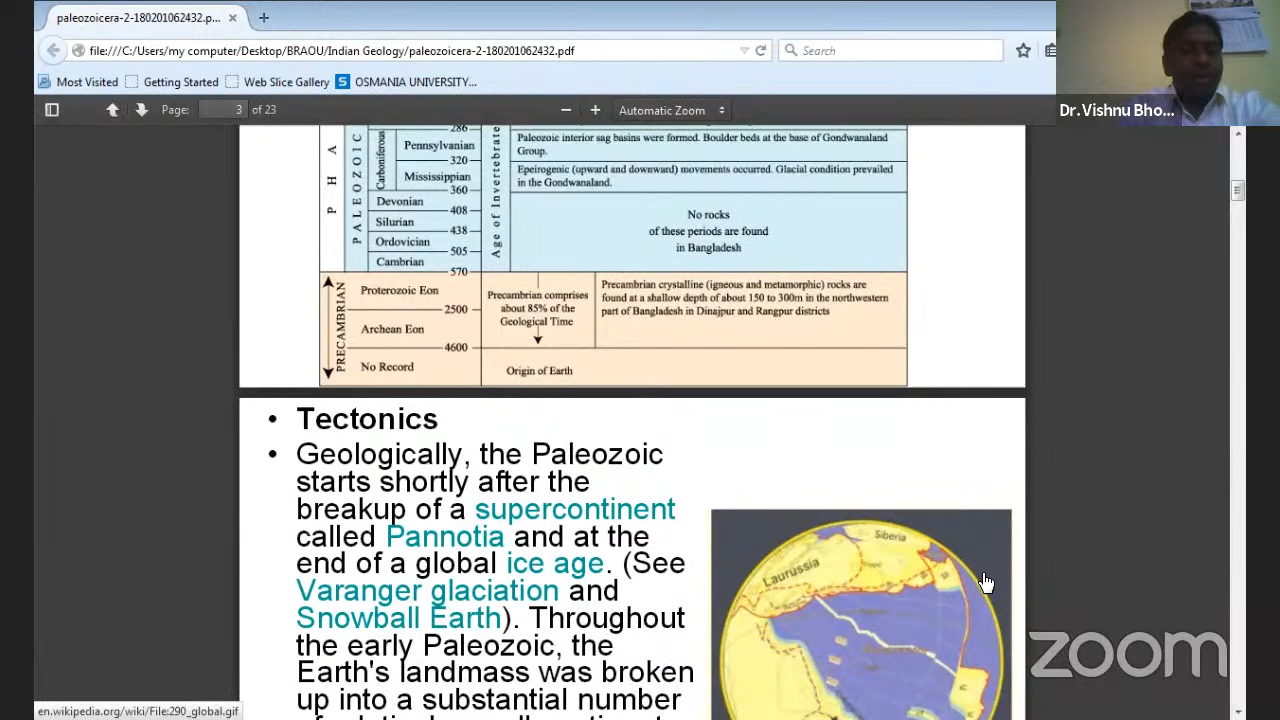 paleozoicera-2-180201062432.p...
file:///C:/Users/my computer/Desktop/BRAOU/Indian Geology/paleozoicera-2-180201062432.pdf
Search
Most Visited Getting Started Web Slice Gallery OSMANIA UNIVERSITY...
Dr.Vishnu Bho...
Page: 3 of 23
Automatic Zoom
P H A
PALEOZOIC
Carboniferous
286
Pennsylvanian
320
Mississippian
360
Devonian
408
Silurian
438
Ordovician
505
Cambrian
570
Age of Invertebrate
Paleozoic interior sag basins were formed. Boulder beds at the base of Gondwanaland
Group.
Epeirogenic (upward and downward) movements occurred. Glacial condition prevailed
in the Gondwanaland.
No rocks
of these periods are found
in Bangladesh
PRECAMBRIAN
Proterozoic Eon
2500
Archean Eon
4600
No Record
Precambrian comprises
about 85% of the
Geological Time
Precambrian crystalline (igneous and metamorphic) rocks are
found at a shallow depth of about 150 to 300m in the northwestern
part of Bangladesh in Dinajpur and Rangpur districts
Origin of Earth
• Tectonics
• Geologically, the Paleozoic
starts shortly after the
breakup of a supercontinent
called Pannotia and at the
end of a global ice age. (See
Varanger glaciation and
Snowball Earth). Throughout
the early Paleozoic, the
Earth's landmass was broken
up into a substantial number
Siberia
Laurussia
zoom
en.wikipedia.org/wiki/File:290_global.gif